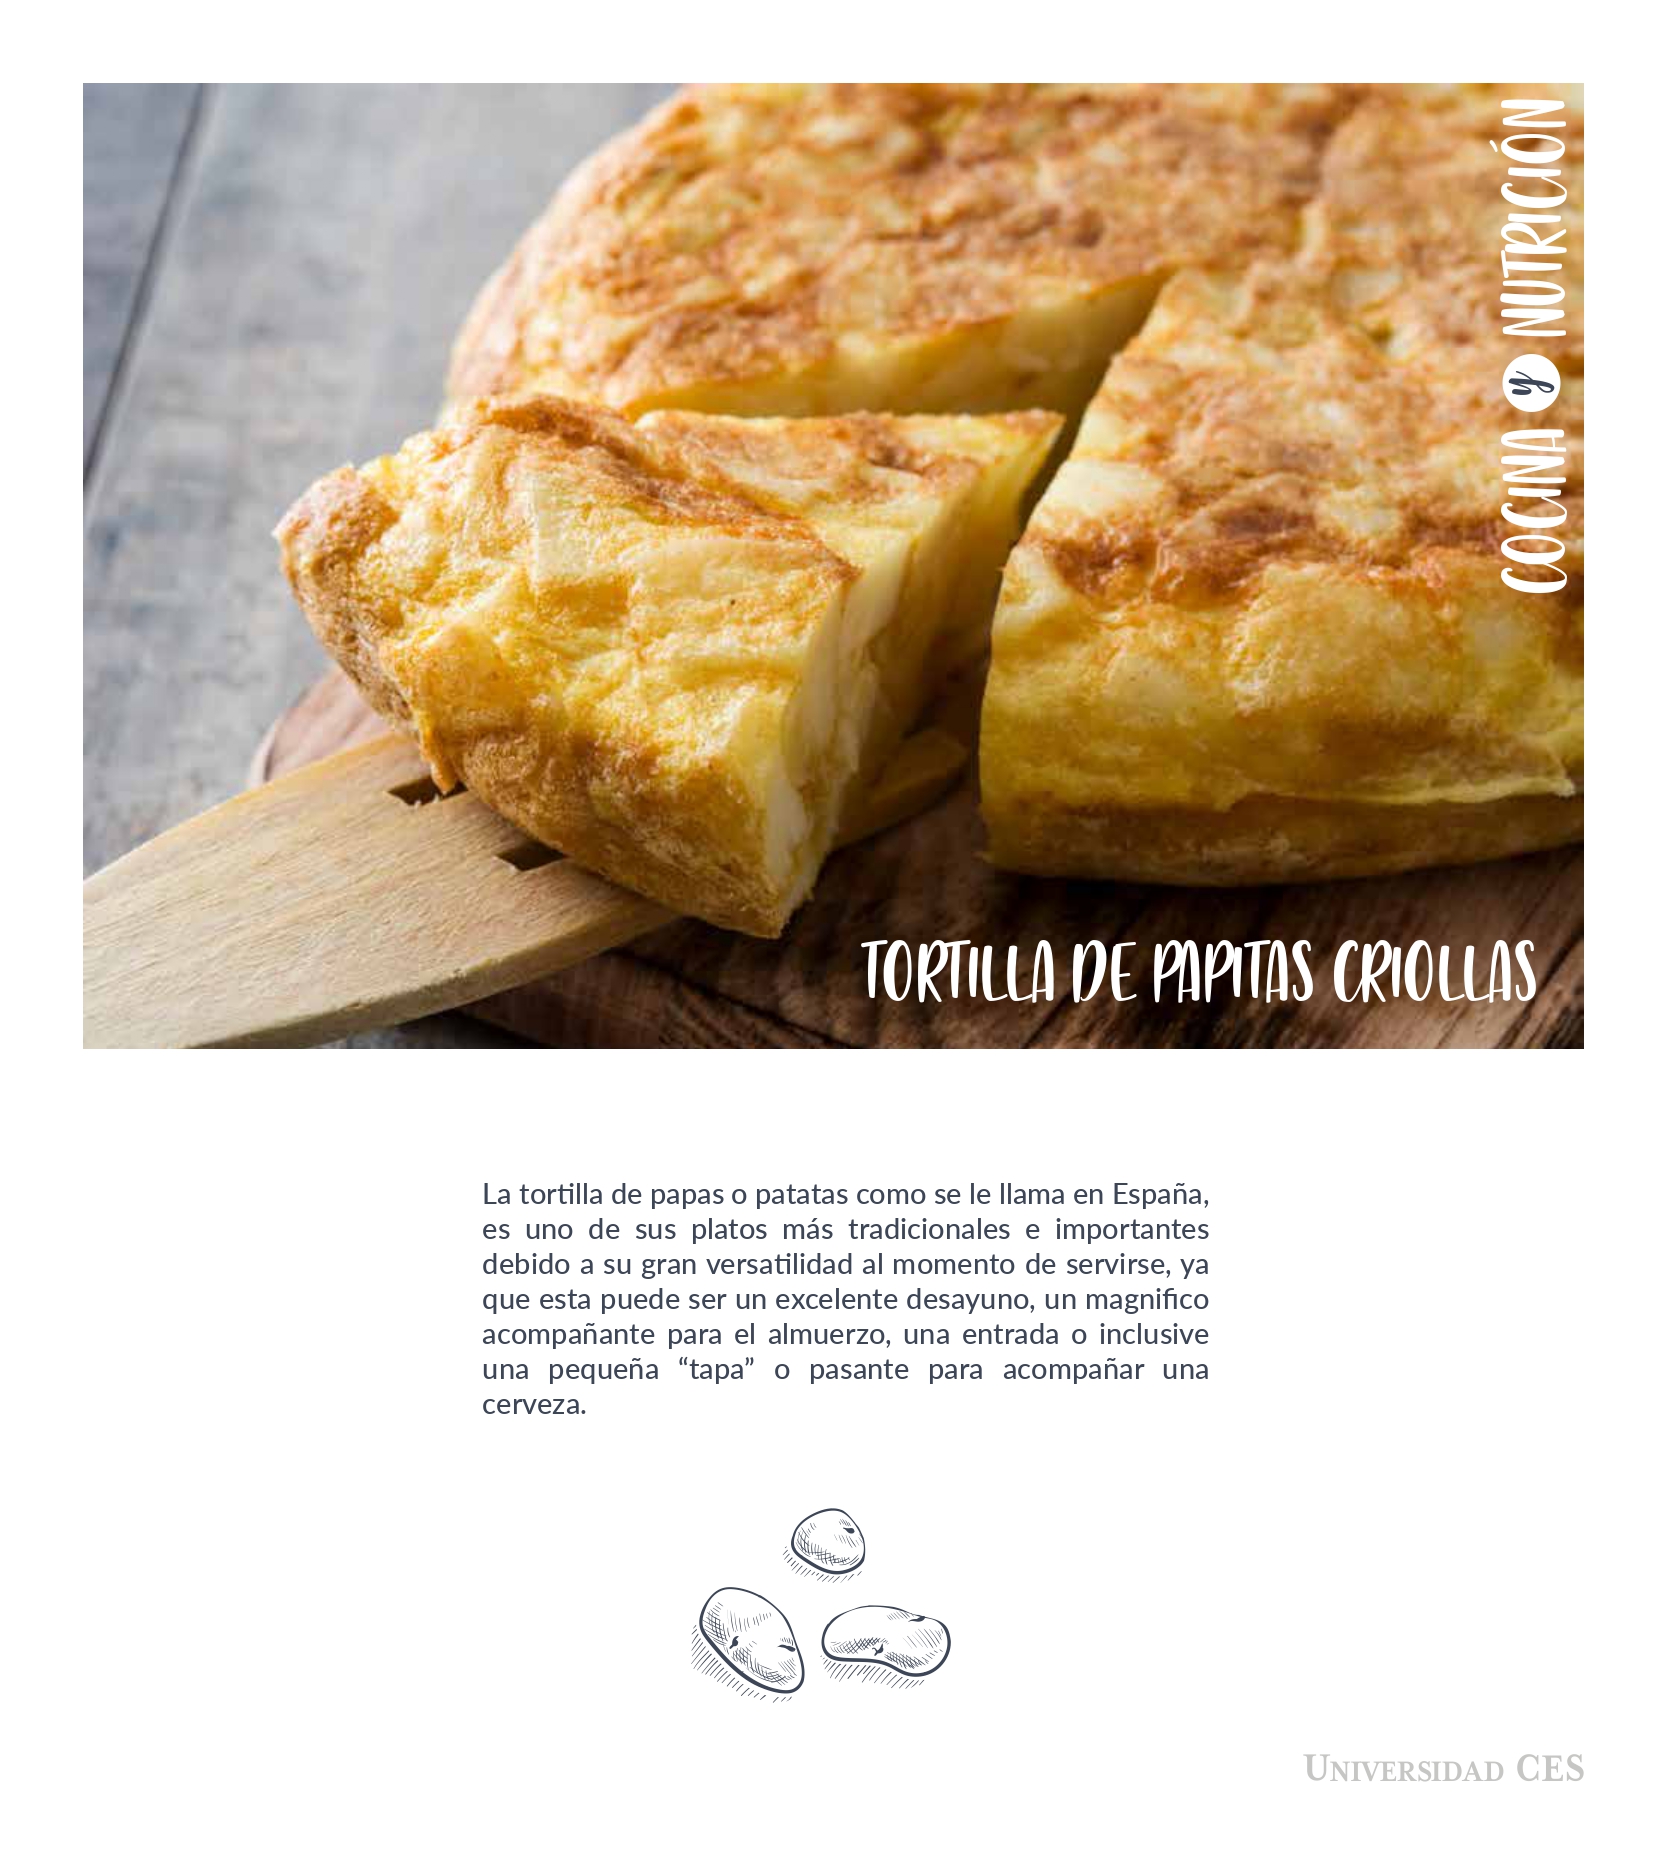 COCINA y NUTRICIÓN
TORTILLA DE PAPITAS CRIOLLAS
La tortilla de papas o patatas como se le llama en España,
es uno de sus platos más tradicionales e importantes
debido a su gran versatilidad al momento de servirse, ya
que esta puede ser un excelente desayuno, un magnifico
acompañante para el almuerzo, una entrada o inclusive
una pequeña “tapa” o pasante para acompañar una
cerveza.
UNIVERSIDAD CES